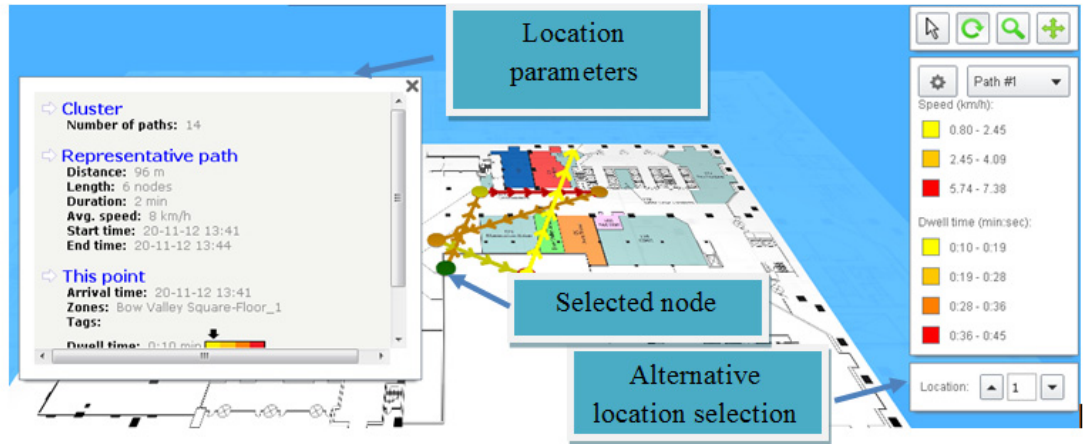 Location
parameters
Cluster
Number of paths: 14
Representative path
Distance: 96 m
Length: 6 nodes
Duration: 2 min
Avg. speed: 8 km/h
Start time: 20-11-12 13:41
End time: 20-11-12 13:44
This point
Arrival time: 20-11-12 13:41
Zones: Bow Valley Square-Floor_1
Tags:
Dwell time: 0:10 min
Selected node
Alternative
location selection
Path #1
Speed (km/h):
0.80 - 2.45
2.45 - 4.09
5.74 - 7.38
Dwell time (min:sec):
0:10 - 0:19
0:19 - 0:28
0:28 - 0:36
0:36 - 0:45
Location: 1